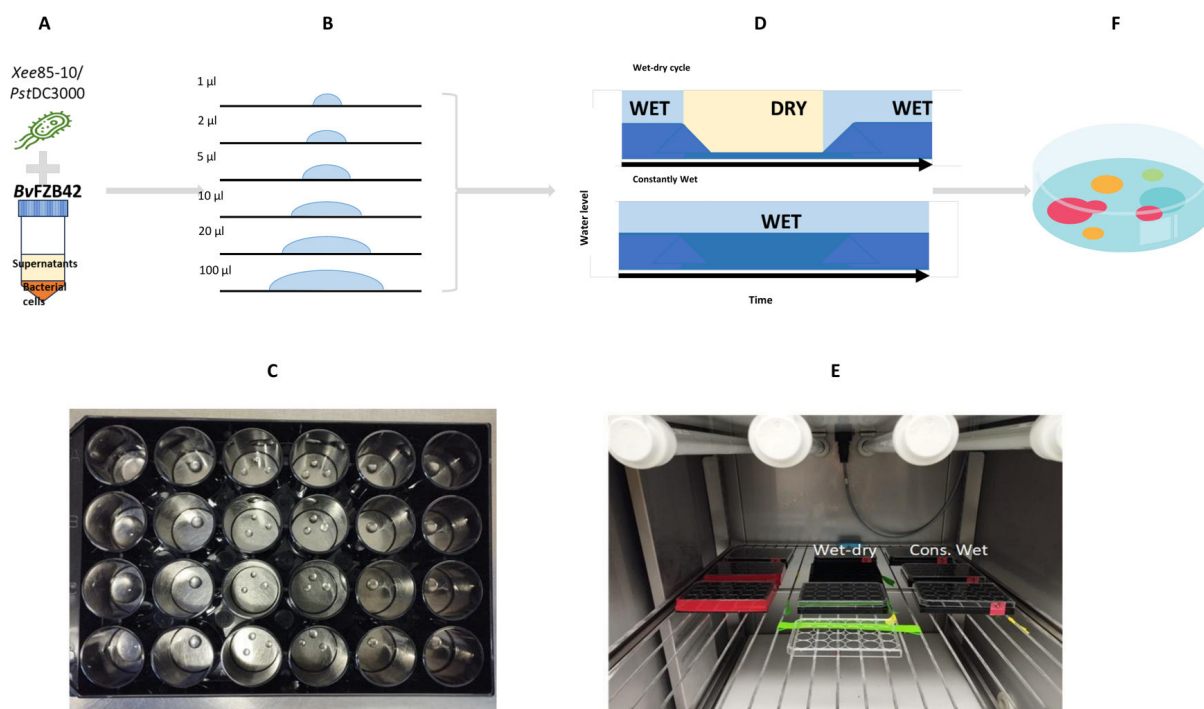 A
B
D
F
Xee85-10/
PstDC3000
BvFZB42
Supernatants
Bacterial
cells
1 µl
2 µl
5 µl
10 µl
20 µl
100 µl
Wet-dry cycle
WET
DRY
WET
Constantly Wet
WET
Water level
Time
C
E
Wet-dry
Cons. Wet